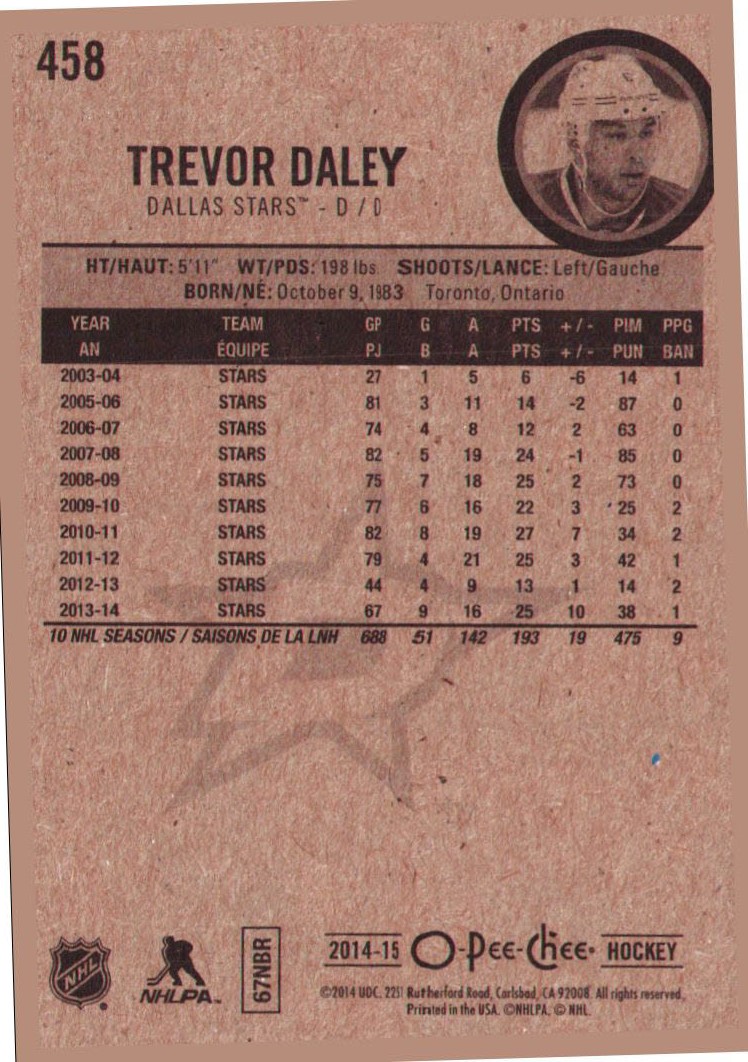 458
TREVOR DALEY
DALLAS STARS™ - D / D
HT/HAUT: 5'11" WT/PDS: 198 lbs SHOOTS/LANCE: Left/Gauche
BORN/NÉ: October 9, 1983 Toronto, Ontario
YEAR TEAM GP G A PTS +/- PIM PPG
AN ÉQUIPE PJ B A PTS +/- PUN BAN
2003-04 STARS 27 1 5 6 -6 14 1
2005-06 STARS 81 3 11 14 -2 87 0
2006-07 STARS 74 4 8 12 2 63 0
2007-08 STARS 82 5 19 24 -1 85 0
2008-09 STARS 75 7 18 25 2 73 0
2009-10 STARS 77 6 16 22 3 25 2
2010-11 STARS 82 8 19 27 7 34 2
2011-12 STARS 79 4 21 25 3 42 1
2012-13 STARS 44 4 9 13 1 14 2
2013-14 STARS 67 9 16 25 10 38 1
10 NHL SEASONS / SAISONS DE LA LNH 688 51 142 193 19 475 9
NHL
NHLPA™
67NBR
2014-15 O-Pee-Chee® HOCKEY
©2014 UDC. 2251 Rutherford Road, Carlsbad, CA 92008. All rights reserved.
Printed in the USA. ©NHLPA. © NHL.